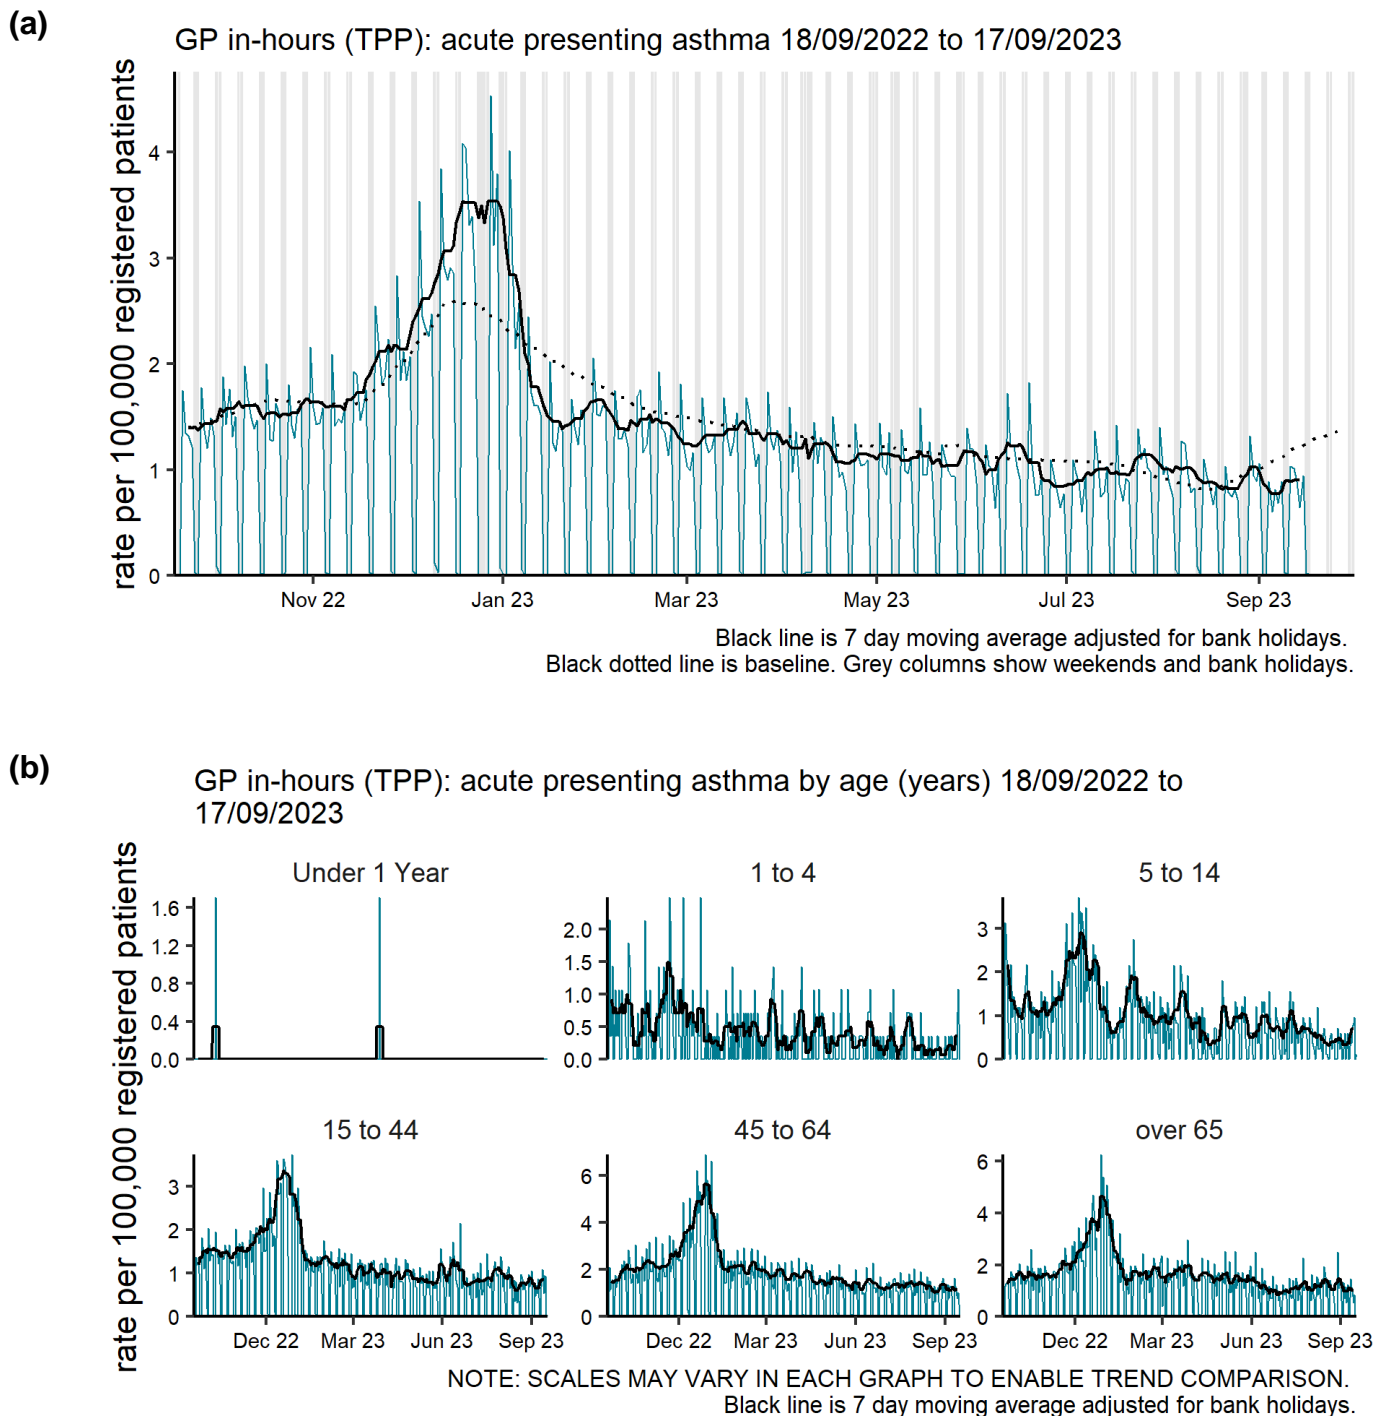 (a)
GP in-hours (TPP): acute presenting asthma 18/09/2022 to 17/09/2023
rate per 100,000 registered patients
4
3
2
1
0
Nov 22 Jan 23 Mar 23 May 23 Jul 23 Sep 23
Black line is 7 day moving average adjusted for bank holidays.
Black dotted line is baseline. Grey columns show weekends and bank holidays.
(b)
GP in-hours (TPP): acute presenting asthma by age (years) 18/09/2022 to
17/09/2023
rate per 100,000 registered patients
Under 1 Year
1.6
1.2
0.8
0.4
0.0
1 to 4
2.0
1.5
1.0
0.5
0.0
5 to 14
3
2
1
0
15 to 44
3
2
1
0
Dec 22 Mar 23 Jun 23 Sep 23
45 to 64
6
4
2
0
Dec 22 Mar 23 Jun 23 Sep 23
over 65
6
4
2
0
Dec 22 Mar 23 Jun 23 Sep 23
NOTE: SCALES MAY VARY IN EACH GRAPH TO ENABLE TREND COMPARISON.
Black line is 7 day moving average adjusted for bank holidays.